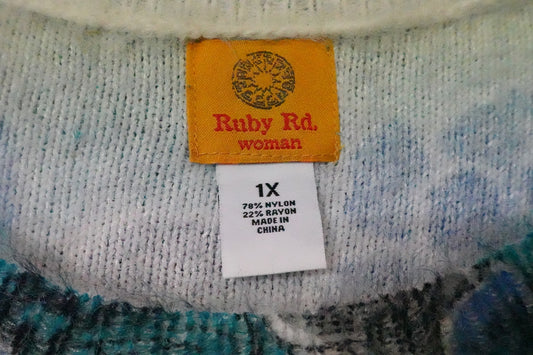 Ruby Rd.
woman
1X
78% NYLON
22% RAYON
MADE IN
CHINA